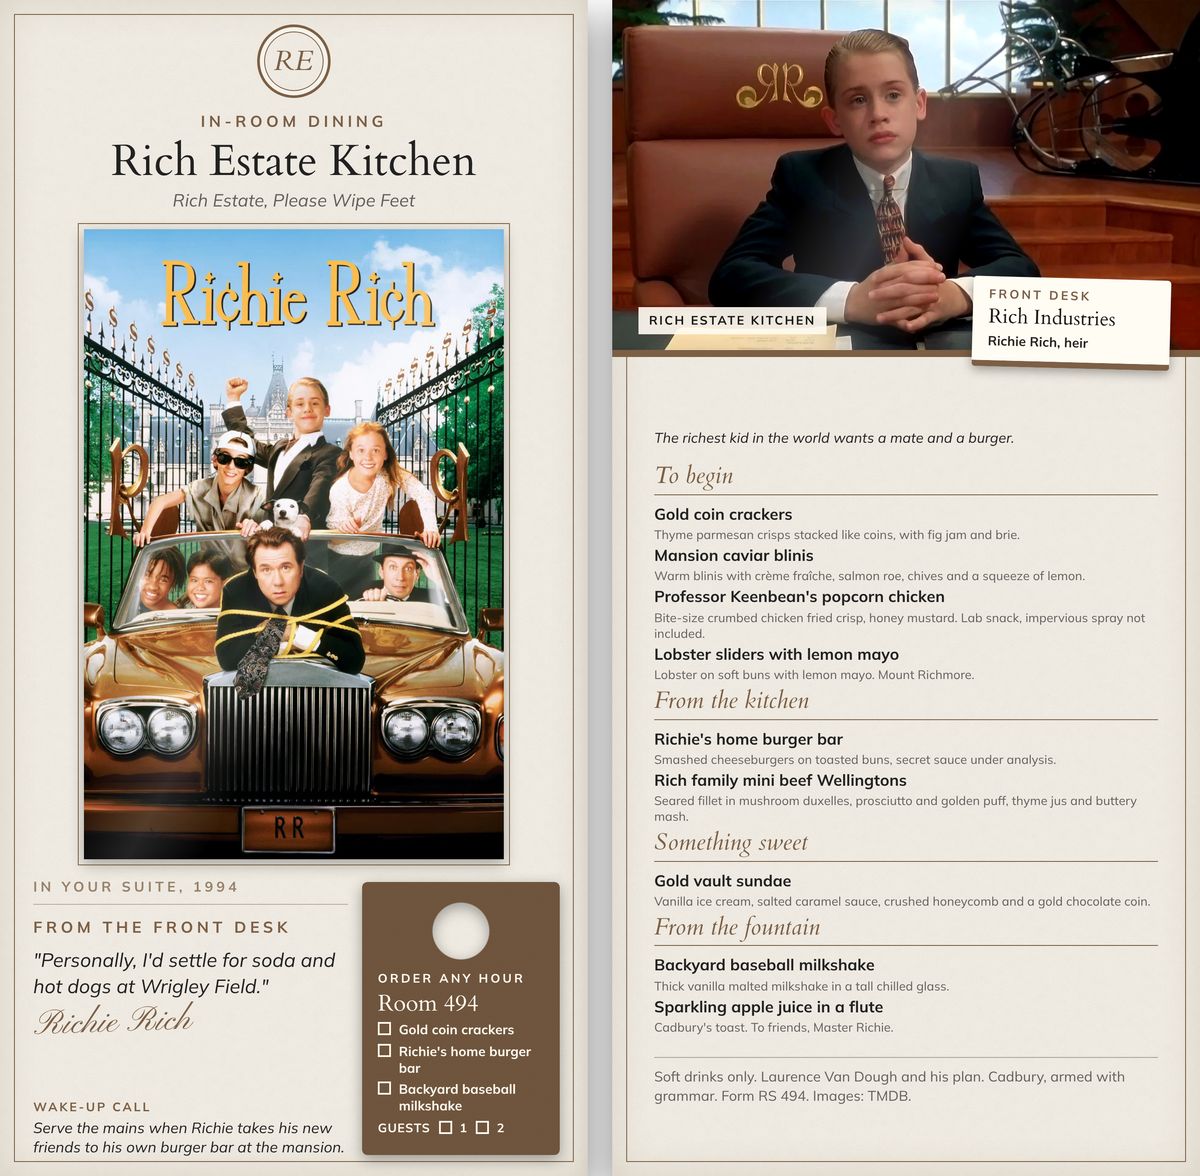 RE
IN-ROOM DINING
Rich Estate Kitchen
Rich Estate, Please Wipe Feet
Ri¢hie Ri¢h
RR
IN YOUR SUITE, 1994
FROM THE FRONT DESK
"Personally, I'd settle for soda and
hot dogs at Wrigley Field."
Richie Rich
WAKE-UP CALL
Serve the mains when Richie takes his new
friends to his own burger bar at the mansion.
ORDER ANY HOUR
Room 494
Gold coin crackers
Richie's home burger
bar
Backyard baseball
milkshake
GUESTS 1 2
RICH ESTATE KITCHEN
FRONT DESK
Rich Industries
Richie Rich, heir
The richest kid in the world wants a mate and a burger.
To begin
Gold coin crackers
Thyme parmesan crisps stacked like coins, with fig jam and brie.
Mansion caviar blinis
Warm blinis with crème fraîche, salmon roe, chives and a squeeze of lemon.
Professor Keenbean's popcorn chicken
Bite-size crumbed chicken fried crisp, honey mustard. Lab snack, impervious spray not
included.
Lobster sliders with lemon mayo
Lobster on soft buns with lemon mayo. Mount Richmore.
From the kitchen
Richie's home burger bar
Smashed cheeseburgers on toasted buns, secret sauce under analysis.
Rich family mini beef Wellingtons
Seared fillet in mushroom duxelles, prosciutto and golden puff, thyme jus and buttery
mash.
Something sweet
Gold vault sundae
Vanilla ice cream, salted caramel sauce, crushed honeycomb and a gold chocolate coin.
From the fountain
Backyard baseball milkshake
Thick vanilla malted milkshake in a tall chilled glass.
Sparkling apple juice in a flute
Cadbury's toast. To friends, Master Richie.
Soft drinks only. Laurence Van Dough and his plan. Cadbury, armed with
grammar. Form RS 494. Images: TMDB.